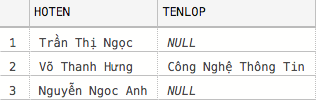 HOTEN TENLOP
1 Trần Thị Ngọc NULL
2 Võ Thanh Hưng Công Nghệ Thông Tin
3 Nguyễn Ngoc Anh NULL